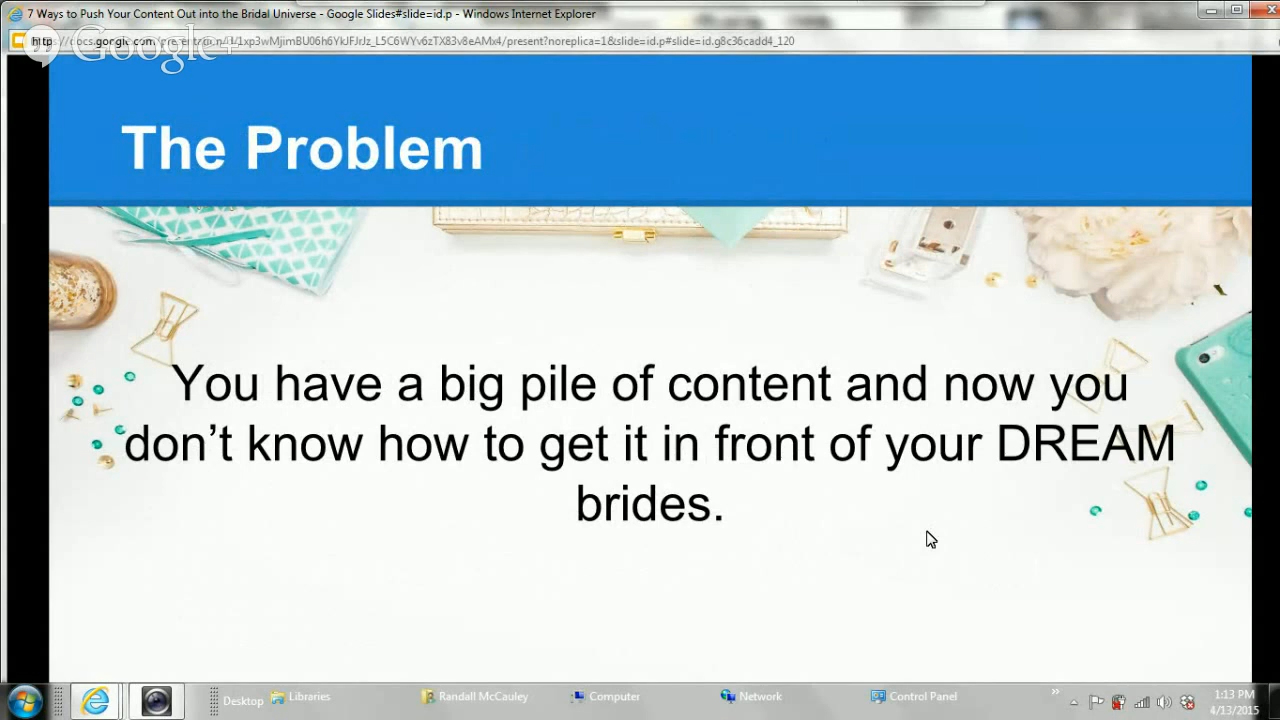 7 Ways to Push Your Content Out into the Bridal Universe - Google Slides#slide=id.p - Windows Internet Explorer
Google+
The Problem
You have a big pile of content and now you
don't know how to get it in front of your DREAM
brides.
Desktop
Libraries
Randall McCauley
Computer
Network
Control Panel
»
1:13 PM
4/13/2015